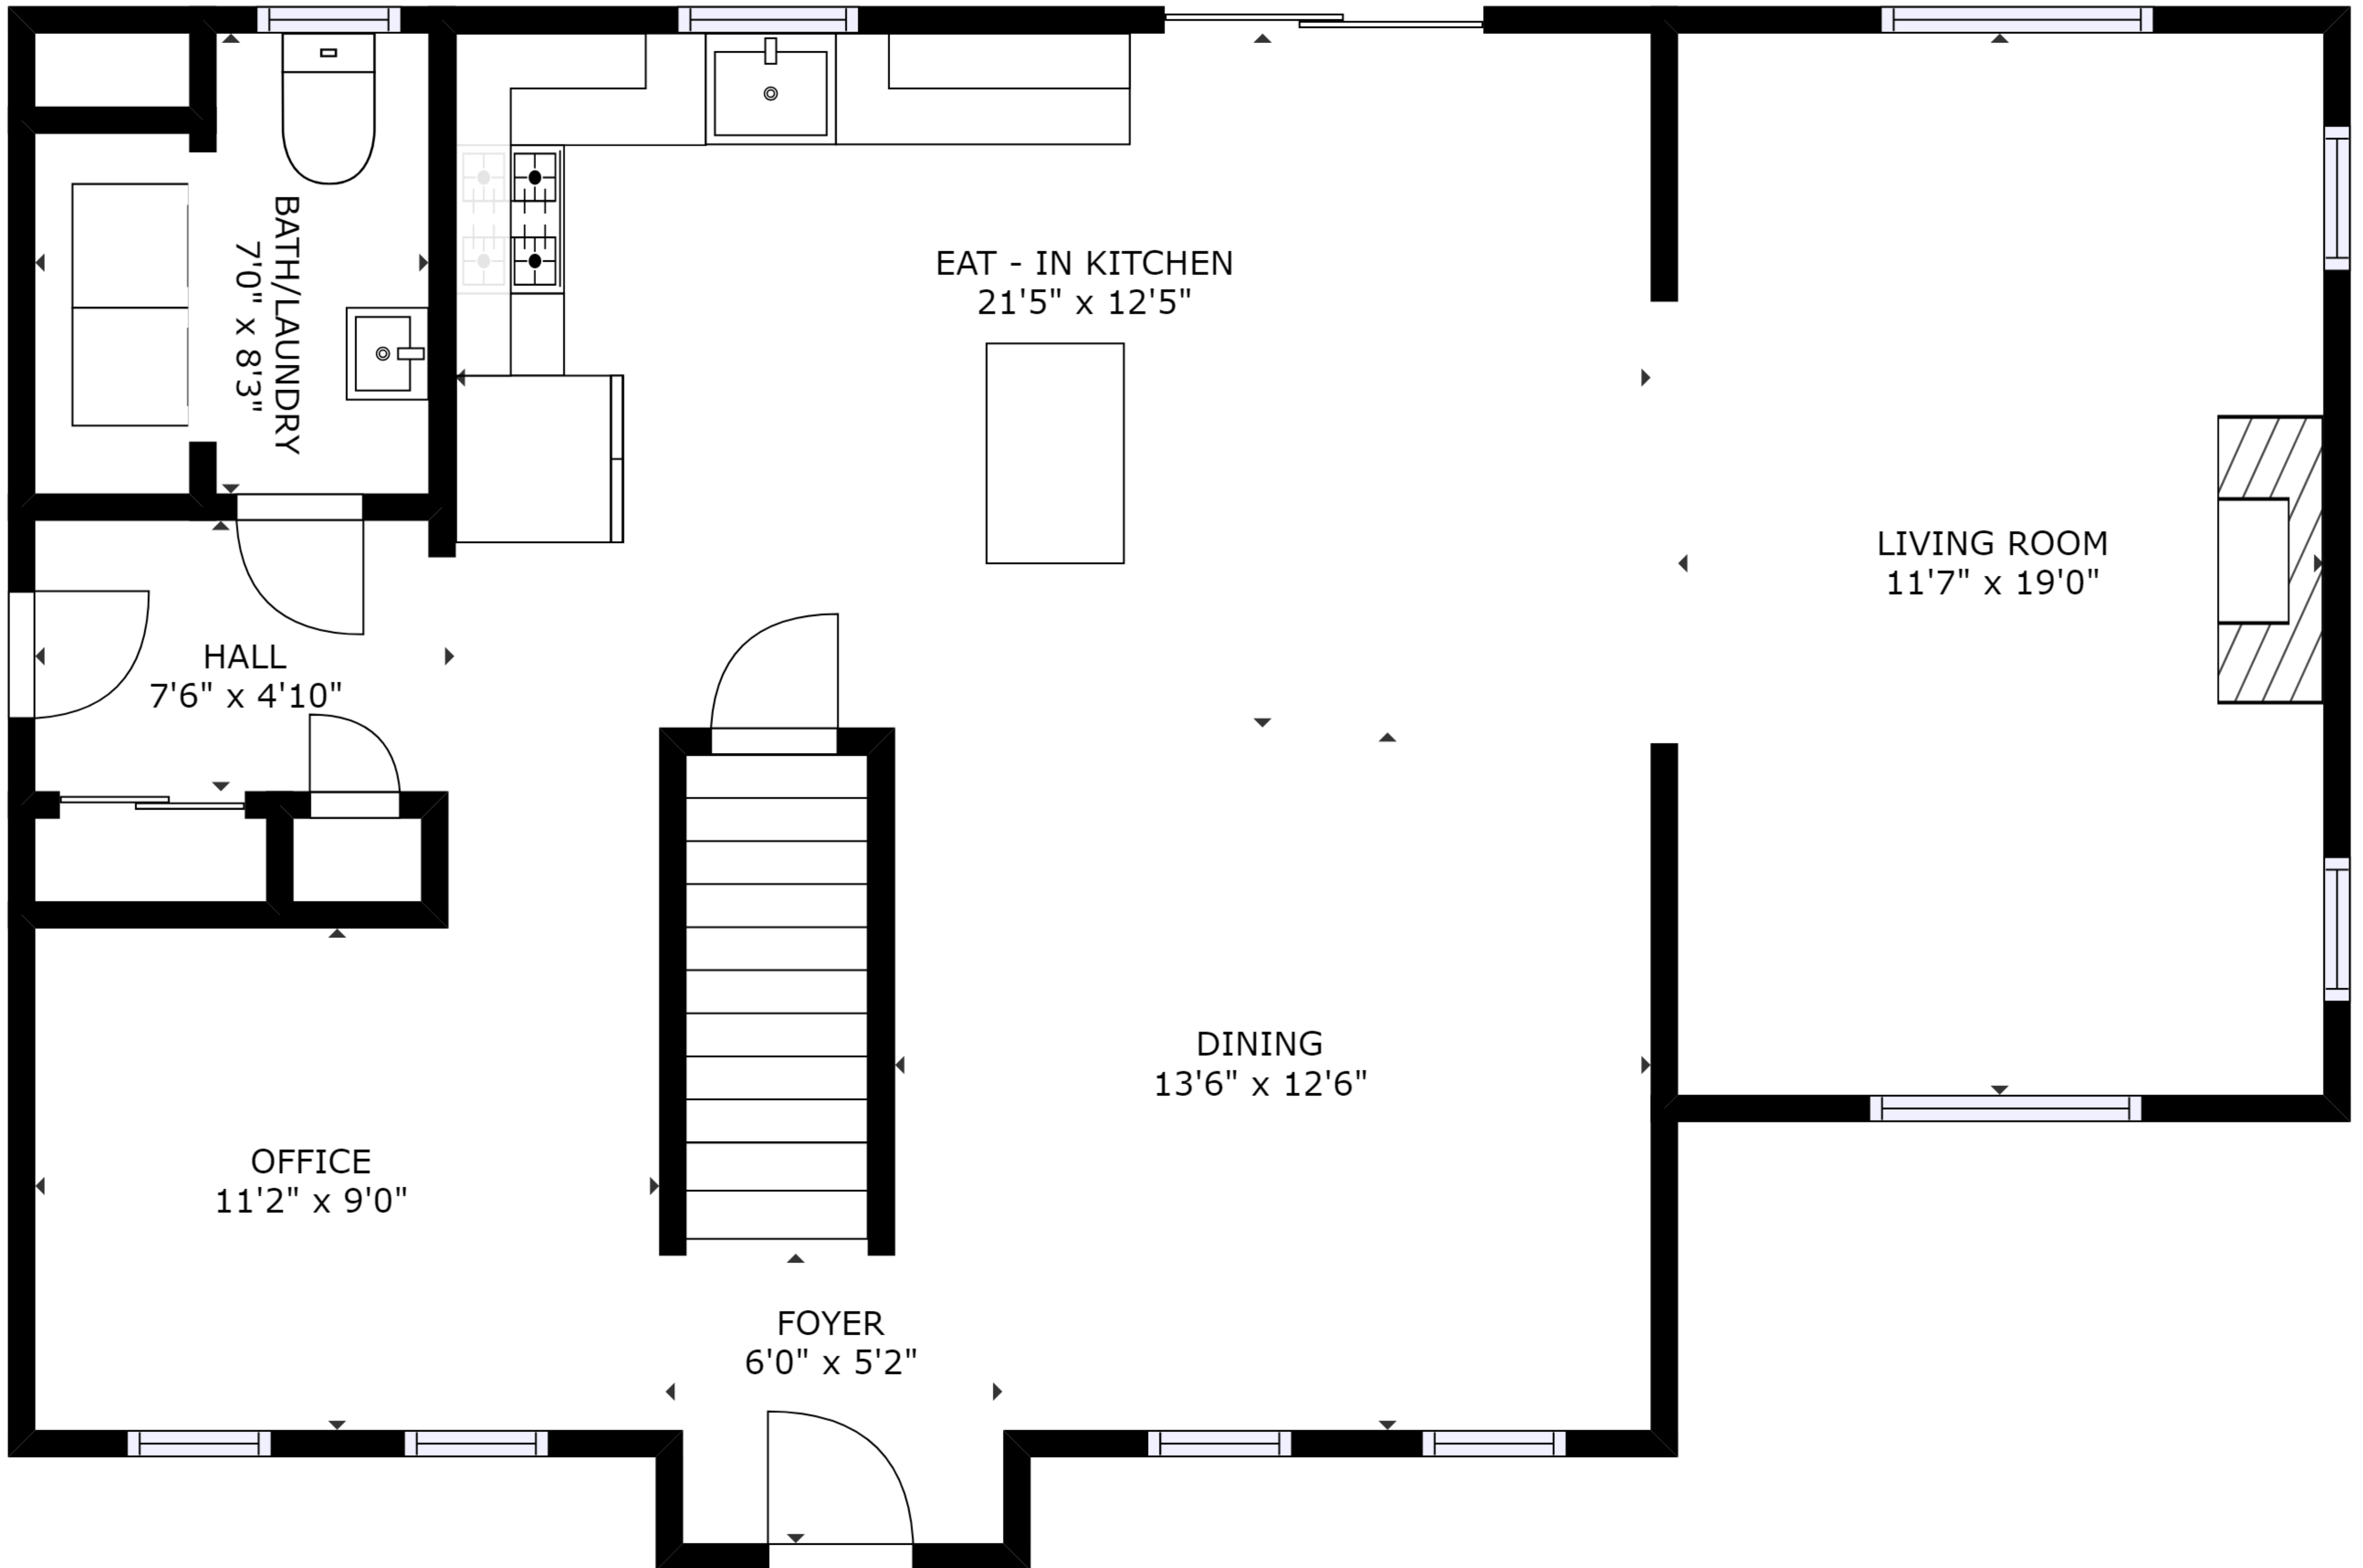 BATH/LAUNDRY
7'0" x 8'3"
EAT - IN KITCHEN
21'5" x 12'5"
LIVING ROOM
11'7" x 19'0"
HALL
7'6" x 4'10"
DINING
13'6" x 12'6"
OFFICE
11'2" x 9'0"
FOYER
6'0" x 5'2"